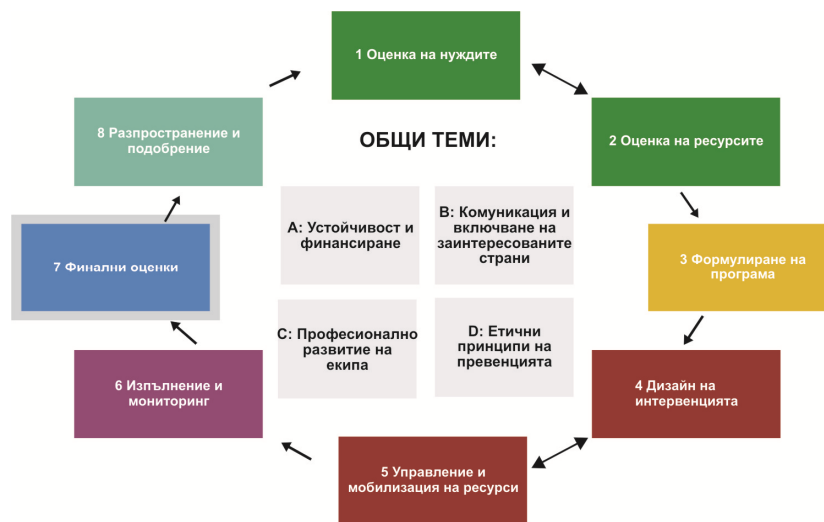 1 Оценка на нуждите
2 Оценка на ресурсите
3 Формулиране на
програма
4 Дизайн на
интервенцията
5 Управление и
мобилизация на ресурси
6 Изпълнение и
мониторинг
7 Финални оценки
8 Разпространение и
подобрение
ОБЩИ ТЕМИ:
A: Устойчивост и
финансиране
B: Комуникация и
включване на
заинтересованите
страни
C: Професионално
развитие на
екипа
D: Етични
принципи на
превенцията